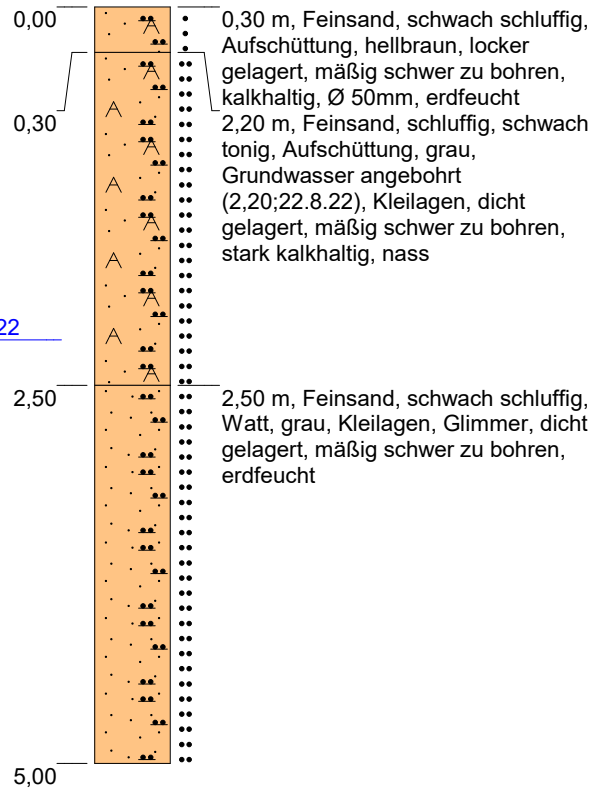 0,00
0,30 m, Feinsand, schwach schluffig,
Aufschüttung, hellbraun, locker
gelagert, mäßig schwer zu bohren,
kalkhaltig, Ø 50mm, erdfeucht
0,30
2,20 m, Feinsand, schluffig, schwach
tonig, Aufschüttung, grau,
Grundwasser angebohrt
(2,20;22.8.22), Kleilagen, dicht
gelagert, mäßig schwer zu bohren,
stark kalkhaltig, nass
22
2,50
2,50 m, Feinsand, schwach schluffig,
Watt, grau, Kleilagen, Glimmer, dicht
gelagert, mäßig schwer zu bohren,
erdfeucht
5,00